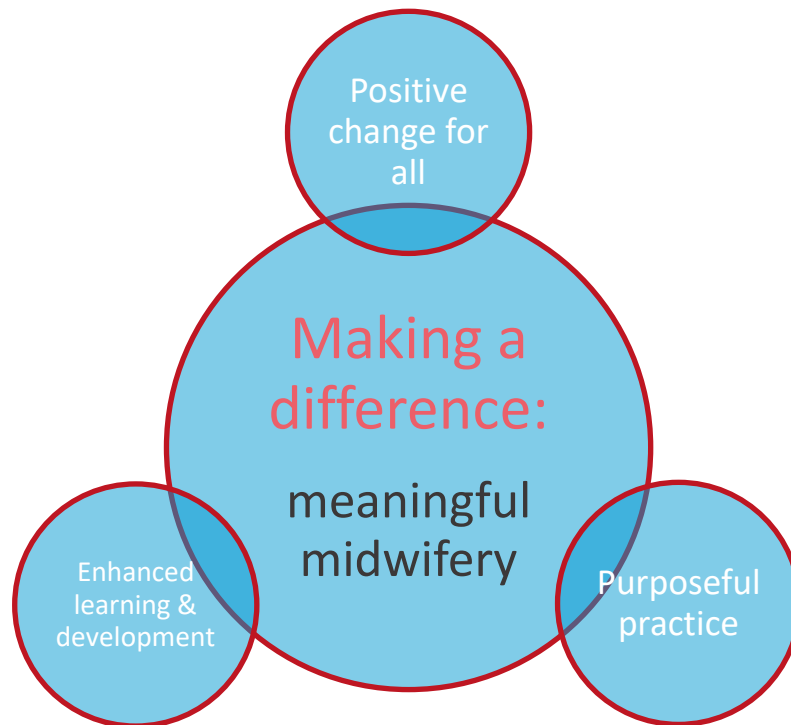 Positive
change for
all
Making a
difference:
meaningful
midwifery
Enhanced
learning &
development
Purposeful
practice